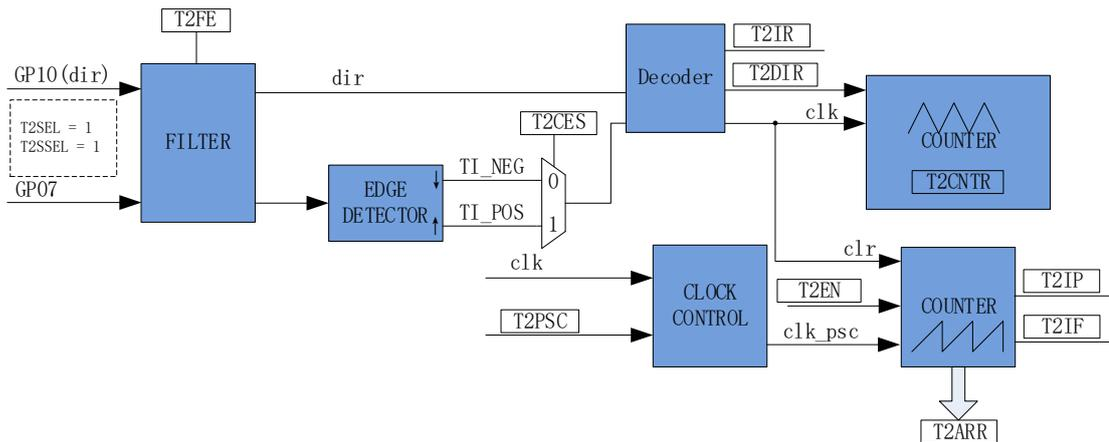 T2FE
T2IR
GP10(dir)
dir
Decoder
T2DIR
T2SEL = 1
T2SSEL = 1
FILTER
T2CES
clk
COUNTER
T2CNTR
GP07
EDGE
DETECTOR
TI_NEG
0
TI_POS
1
clk
T2PSC
CLOCK
CONTROL
clr
T2EN
clk_psc
COUNTER
T2IP
T2IF
T2ARR